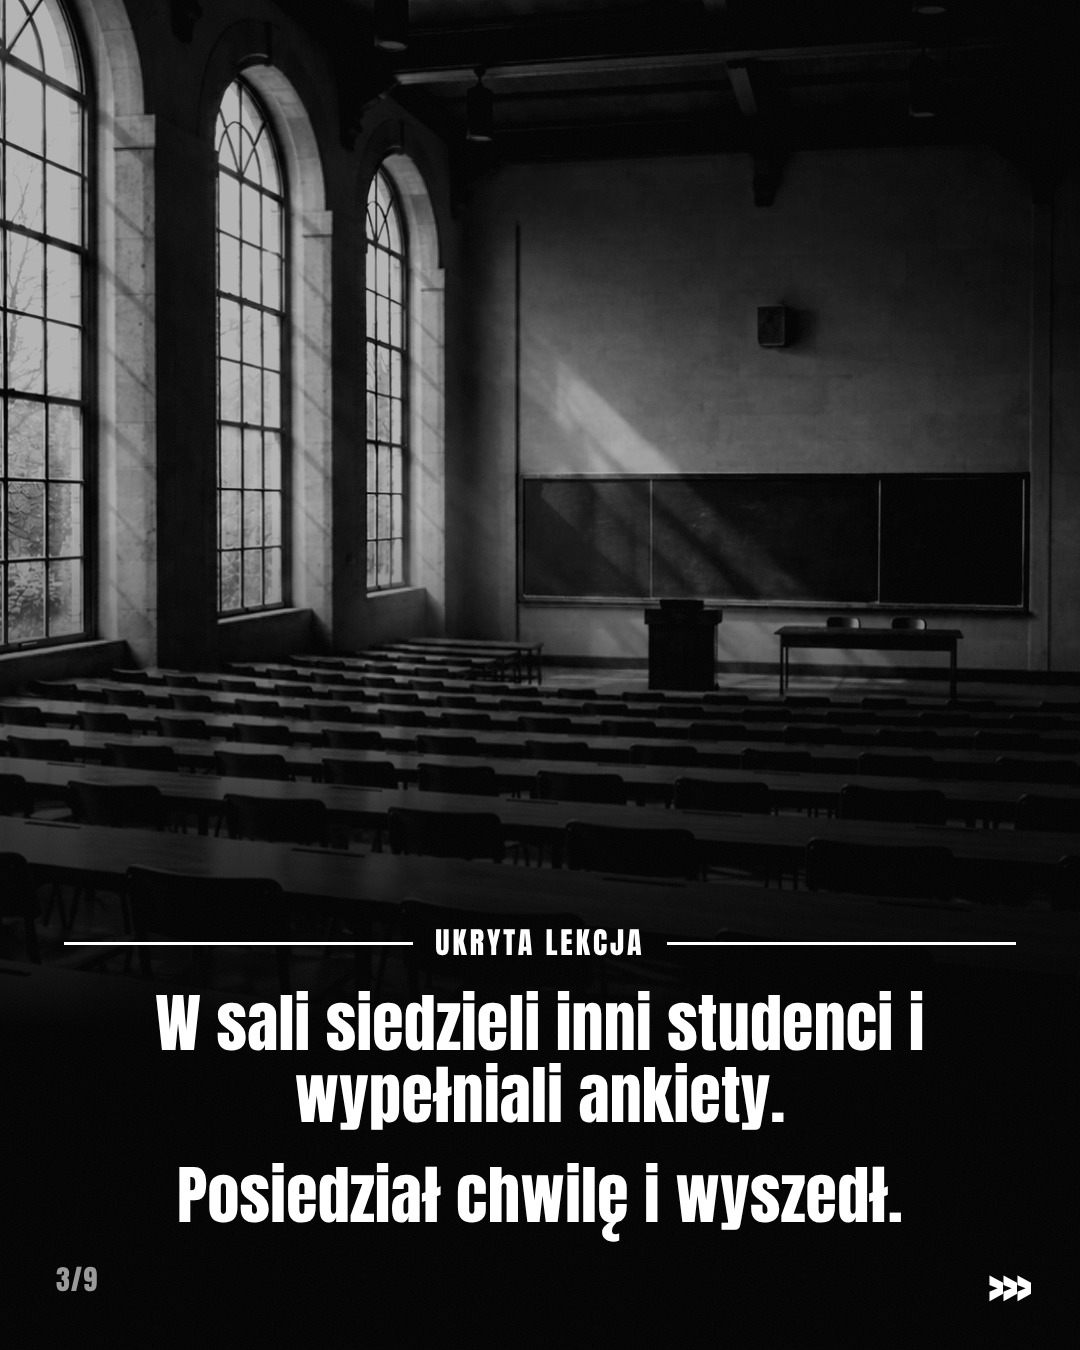 UKRYTA LEKCJA
W sali siedzieli inni studenci i
wypełniali ankiety.
Posiedział chwilę i wyszedł.
3/9
>>>